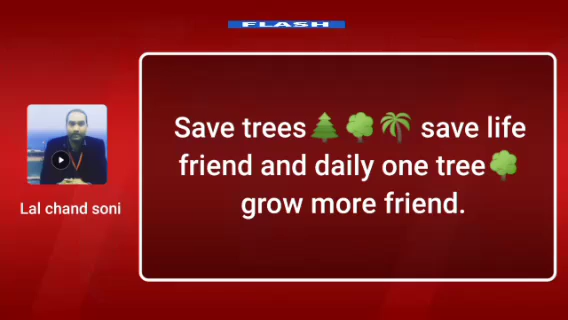 FLASH
Save trees🌲🌳🌴 save life
friend and daily one tree🌳
grow more friend.
Lal chand soni